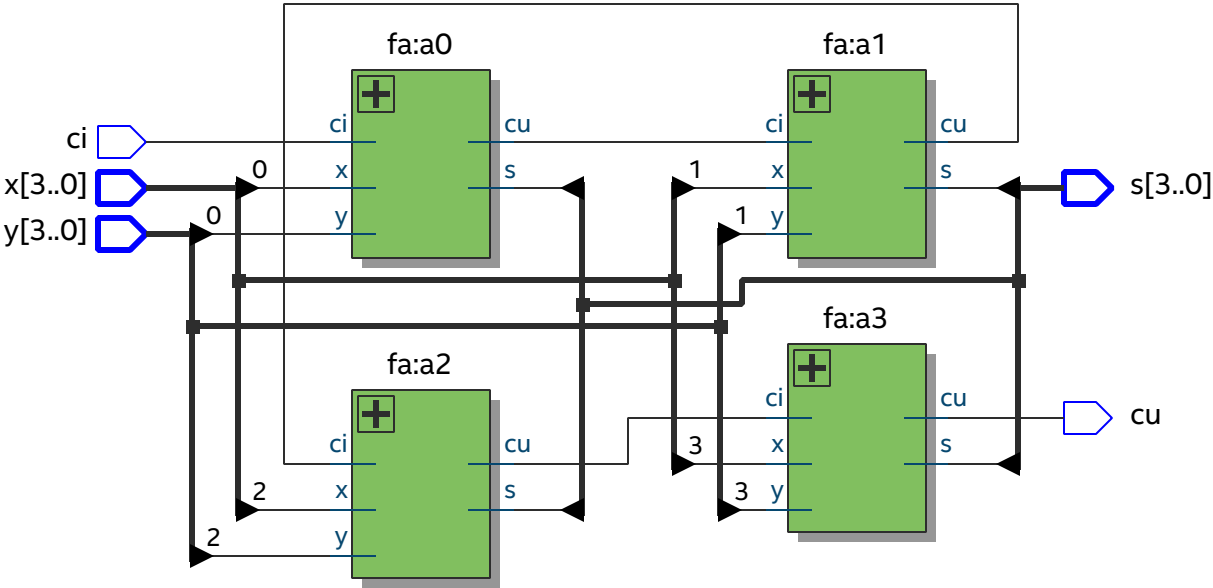 fa:a0 fa:a1
ci cu ci cu
ci
x[3..0] 0 x s 1 x s s[3..0]
y[3..0] 0 y 1 y
fa:a3
fa:a2
ci cu cu
ci cu 3 x s
2 x s 3 y
2 y